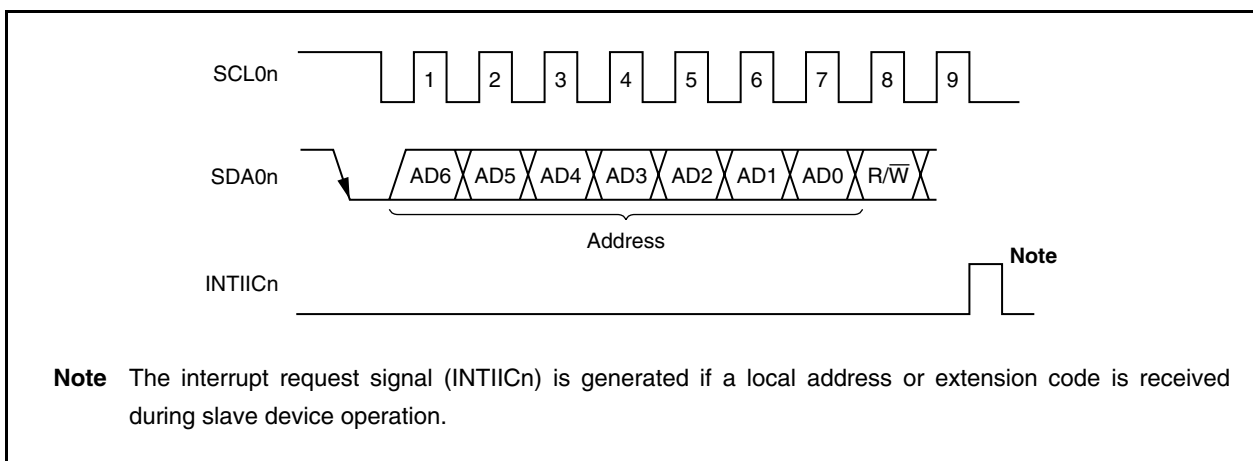 SCL0n 1 2 3 4 5 6 7 8 9
SDA0n AD6 AD5 AD4 AD3 AD2 AD1 AD0 R/W̅
Address
Note
INTIICn
Note The interrupt request signal (INTIICn) is generated if a local address or extension code is received
during slave device operation.